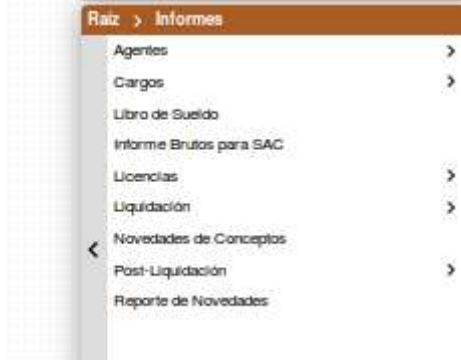 Raiz > Informes
Agentes
Cargos
Libro de Sueldo
Informe Brutos para SAC
Licencias
Liquidación
Novedades de Conceptos
Post-Liquidación
Reporte de Novedades